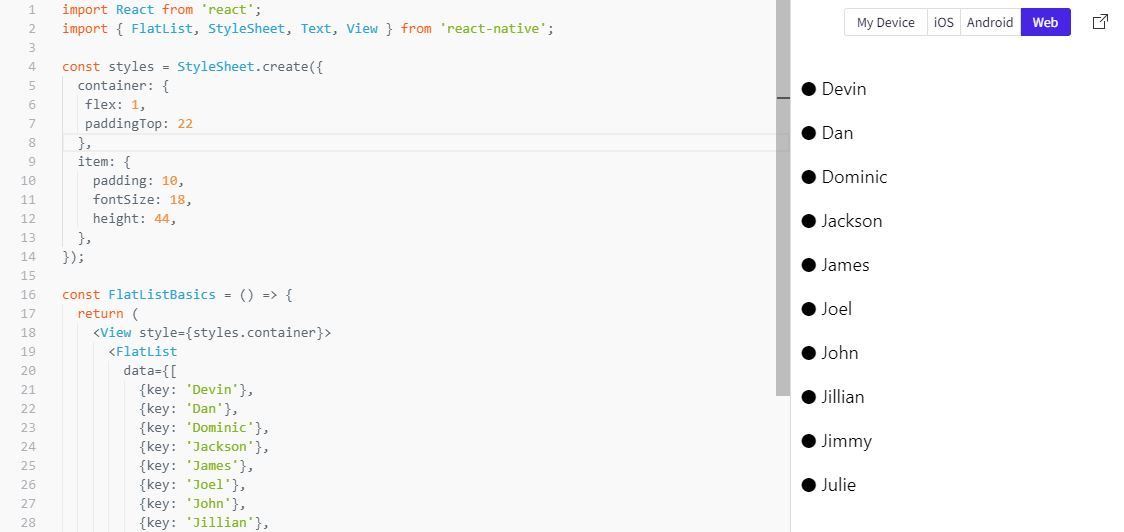 1 import React from 'react';
2 import { FlatList, StyleSheet, Text, View } from 'react-native';
3
4 const styles = StyleSheet.create({
5 container: {
6 flex: 1,
7 paddingTop: 22
8 },
9 item: {
10 padding: 10,
11 fontSize: 18,
12 height: 44,
13 },
14 });
15
16 const FlatListBasics = () => {
17 return (
18 <View style={styles.container}>
19 <FlatList
20 data={[
21 {key: 'Devin'},
22 {key: 'Dan'},
23 {key: 'Dominic'},
24 {key: 'Jackson'},
25 {key: 'James'},
26 {key: 'Joel'},
27 {key: 'John'},
28 {key: 'Jillian'},
My Device iOS Android Web
● Devin
● Dan
● Dominic
● Jackson
● James
● Joel
● John
● Jillian
● Jimmy
● Julie